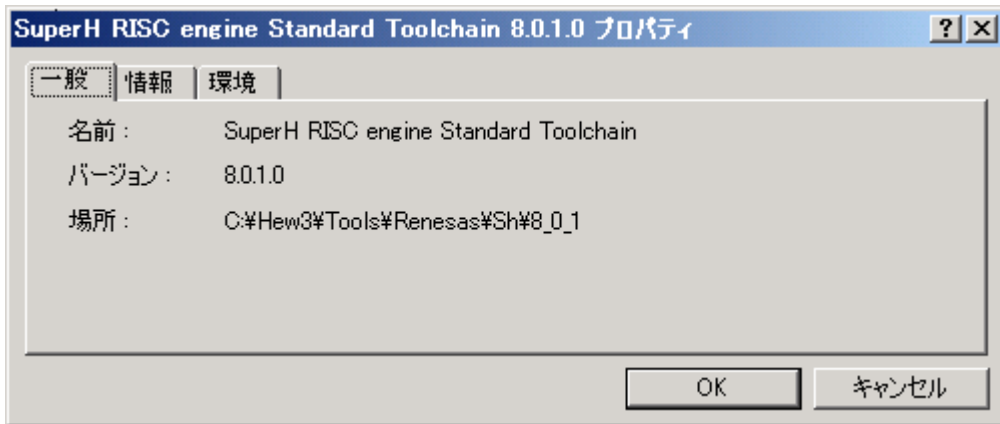 SuperH RISC engine Standard Toolchain 8.0.1.0 プロパティ
一般 情報 環境
名前： SuperH RISC engine Standard Toolchain
バージョン： 8.0.1.0
場所： C:¥Hew3¥Tools¥Renesas¥Sh¥8_0_1
OK キャンセル